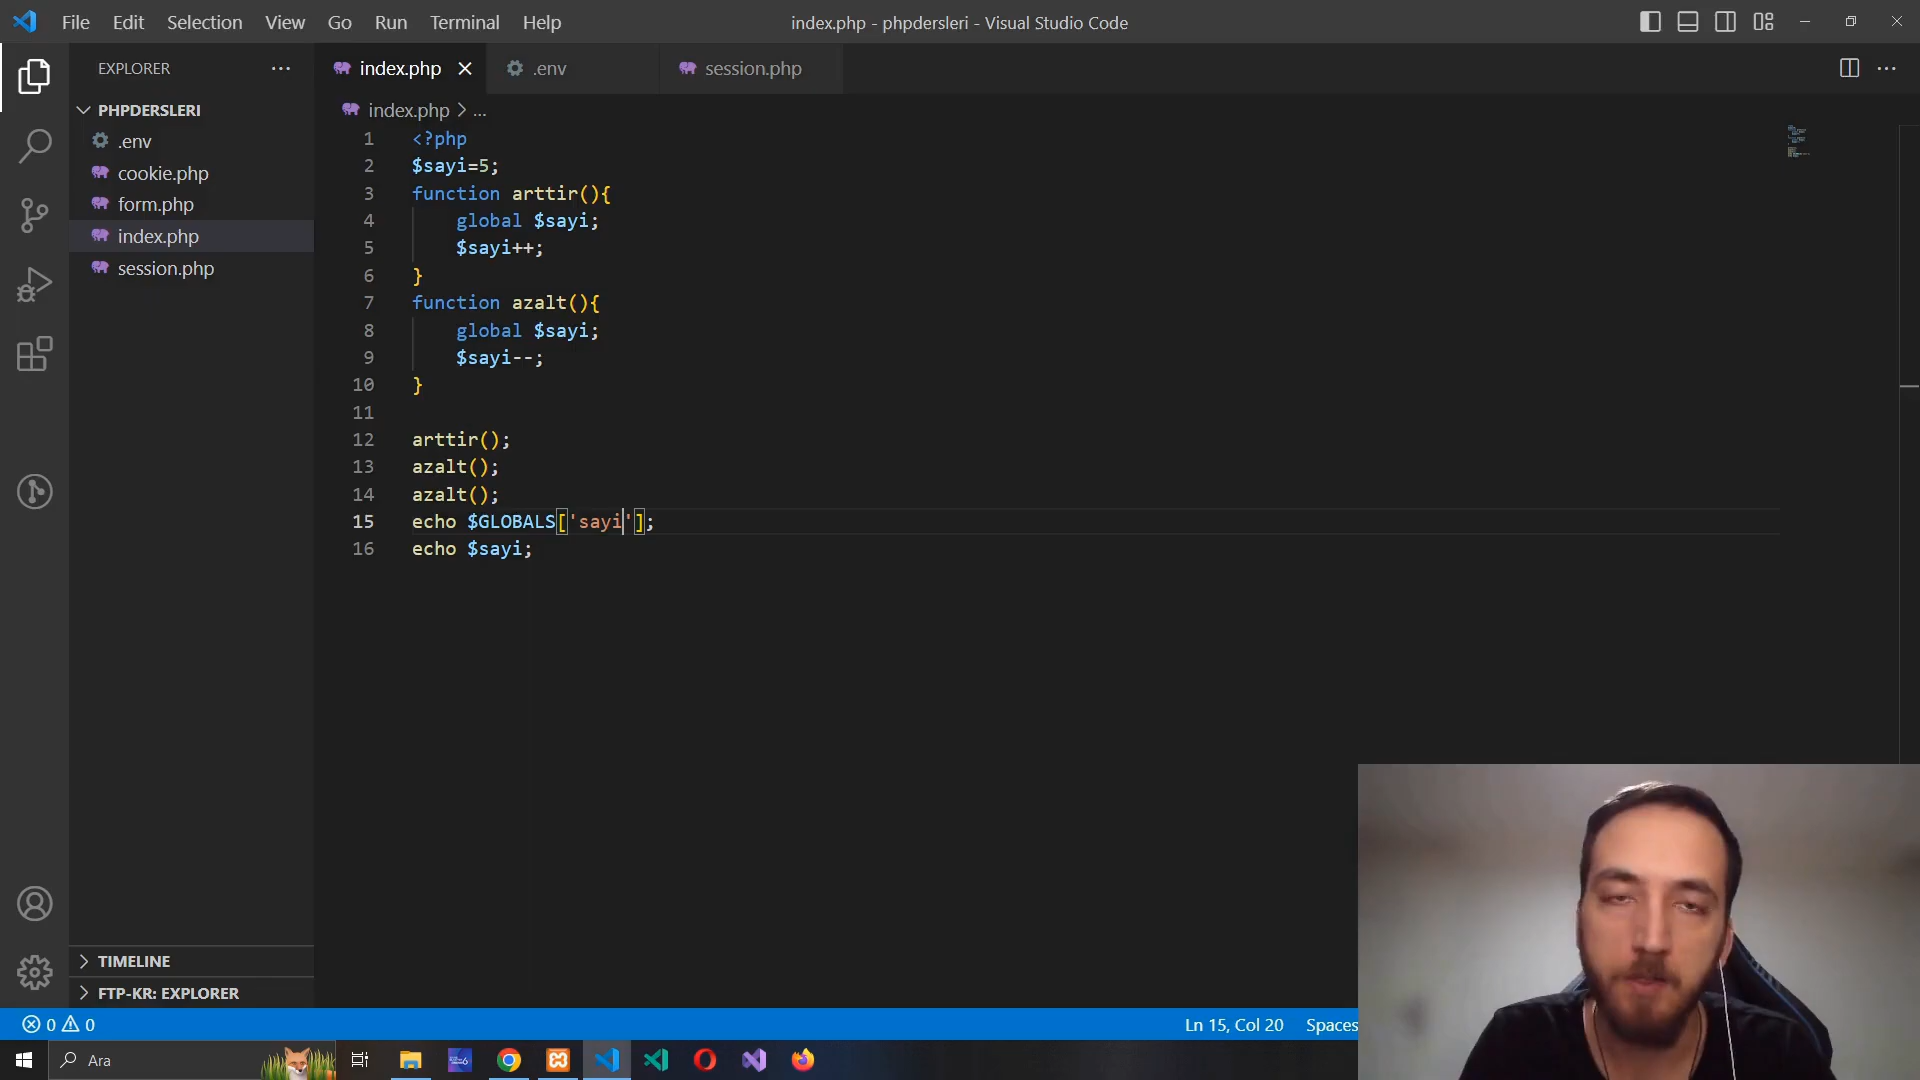 File Edit Selection View Go Run Terminal Help
index.php - phpdersleri - Visual Studio Code
EXPLORER
PHPDERSLERI
.env
cookie.php
form.php
index.php
session.php
TIMELINE
FTP-KR: EXPLORER
index.php .env session.php
index.php > ...
1 <?php
2 $sayi=5;
3 function arttir(){
4 global $sayi;
5 $sayi++;
6 }
7 function azalt(){
8 global $sayi;
9 $sayi--;
10 }
11
12 arttir();
13 azalt();
14 azalt();
15 echo $GLOBALS['sayi'];
16 echo $sayi;
0 0
Ln 15, Col 20 Spaces
Ara